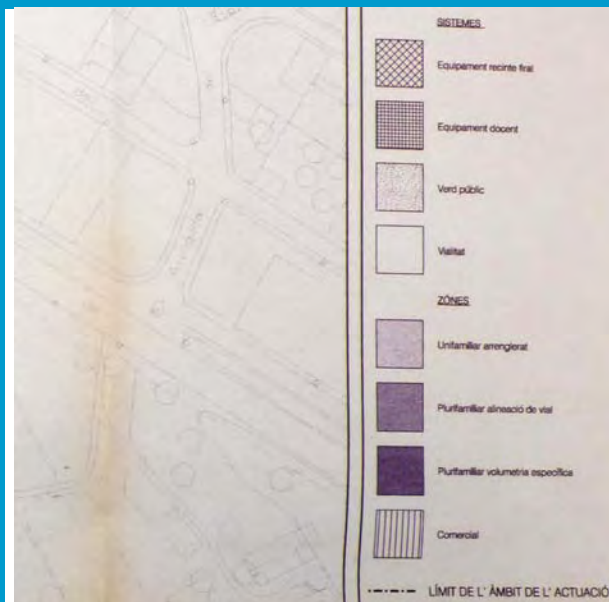 SISTEMES
Equipament recinte firal
Equipament docent
Verd públic
Vialitat
ZÓNES
Unifamiliar arrenglerat
Plurifamiliar alineació de vial
Plurifamiliar volumetria específica
Comercial
LÍMIT DE L' ÀMBIT DE L' ACTUACIÓ